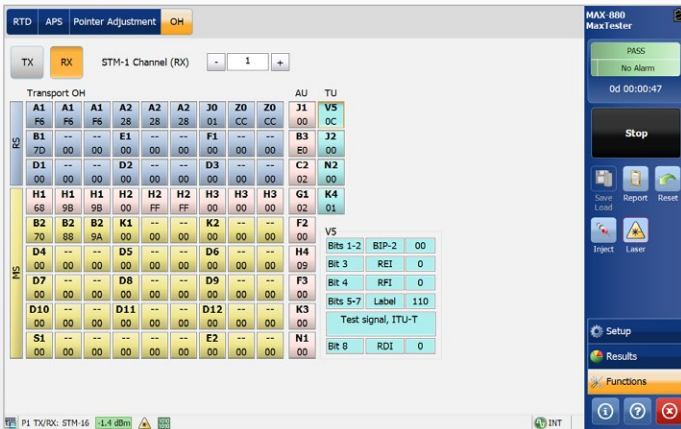 RTD APS Pointer Adjustment OH
TX RX STM-1 Channel (RX) - 1 +
Transport OH AU TU
A1 A1 A1 A2 A2 A2 J0 Z0 Z0 J1 V5
F6 F6 F6 28 28 28 01 CC CC 00 0C
B1 -- -- E1 -- -- F1 -- -- B3 J2
7D 00 00 00 00 00 00 00 00 E0 00
D1 -- -- D2 -- -- D3 -- -- C2 N2
00 00 00 00 00 00 00 00 00 02 00
RS
H1 H1 H1 H2 H2 H2 H3 H3 H3 G1 K4
68 9B 9B 00 FF FF 00 00 00 02 01
B2 B2 B2 K1 -- -- K2 -- -- F2
70 88 9A 00 00 00 00 00 00 00
D4 -- -- D5 -- -- D6 -- -- H4
00 00 00 00 00 00 00 00 00 09
D7 -- -- D8 -- -- D9 -- -- F3
00 00 00 00 00 00 00 00 00 00
D10 -- -- D11 -- -- D12 -- -- K3
00 00 00 00 00 00 00 00 00 00
S1 -- -- -- -- -- E2 -- -- N1
00 00 00 00 00 00 00 00 00 00
MS
V5
Bits 1-2 BIP-2 00
Bit 3 REI 0
Bit 4 RFI 0
Bits 5-7 Label 110
Test signal, ITU-T
Bit 8 RDI 0
P1 TX/RX: STM-16 -1.4 dBm
INT
MAX-880
MaxTester
PASS
No Alarm
0d 00:00:47
Stop
Save
Load
Report
Reset
Inject
Laser
Setup
Results
Functions